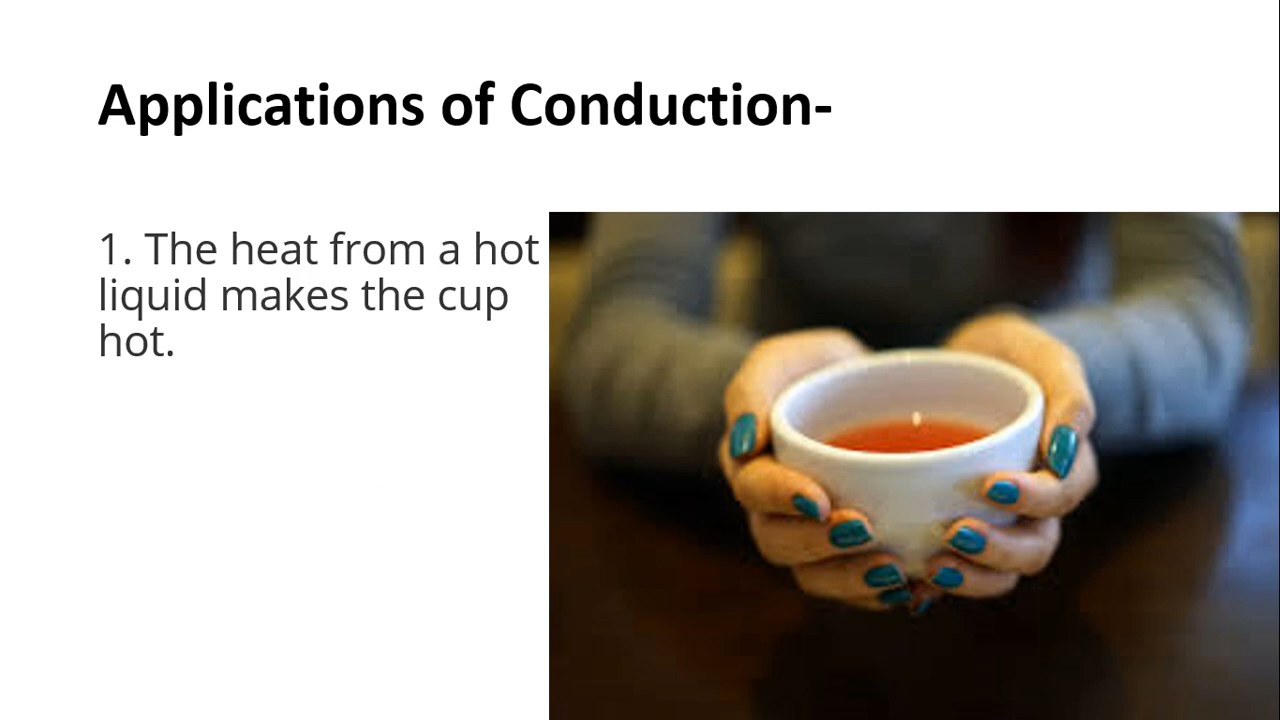 Applications of Conduction-
1. The heat from a hot
liquid makes the cup
hot.